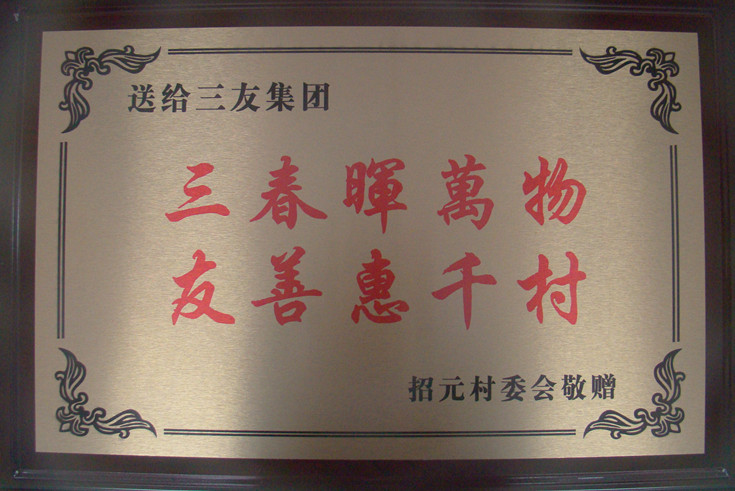 送给三友集团
三春暉萬物
友善惠千村
招元村委会敬赠